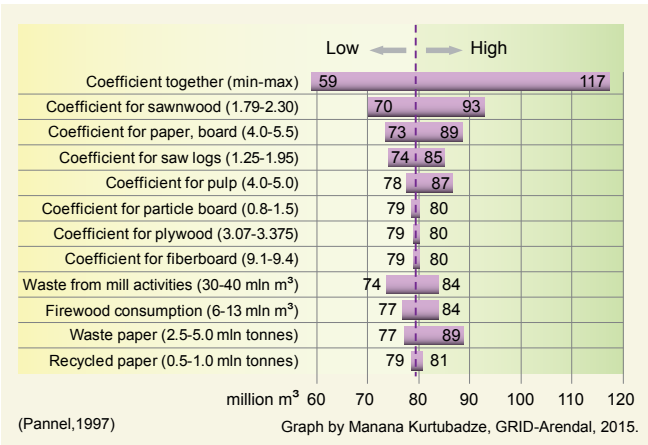 Low High
Coefficient together (min-max) 59 117
Coefficient for sawnwood (1.79-2.30) 70 93
Coefficient for paper, board (4.0-5.5) 73 89
Coefficient for saw logs (1.25-1.95) 74 85
Coefficient for pulp (4.0-5.0) 78 87
Coefficient for particle board (0.8-1.5) 79 80
Coefficient for plywood (3.07-3.375) 79 80
Coefficient for fiberboard (9.1-9.4) 79 80
Waste from mill activities (30-40 mln m³) 74 84
Firewood consumption (6-13 mln m³) 77 84
Waste paper (2.5-5.0 mln tonnes) 77 89
Recycled paper (0.5-1.0 mln tonnes) 79 81
million m³ 60 70 80 90 100 110 120
(Pannel,1997) Graph by Manana Kurtubadze, GRID-Arendal, 2015.